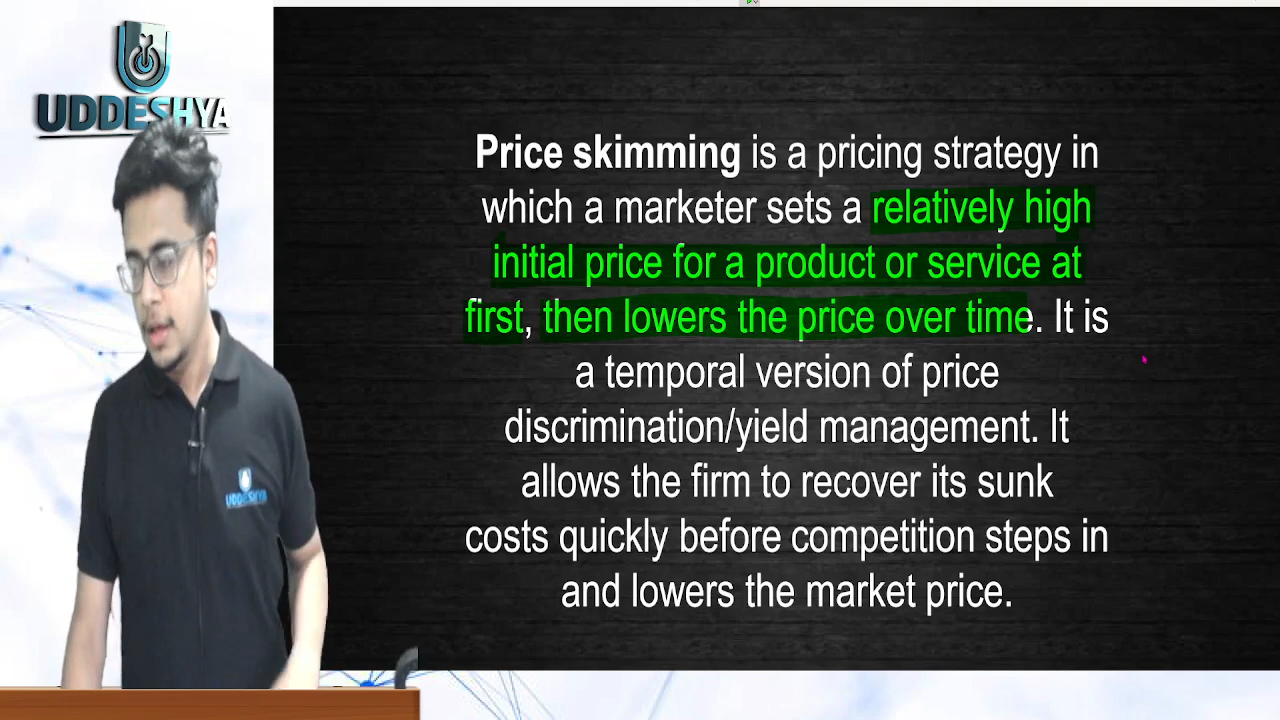 UDDESHYA
Price skimming is a pricing strategy in
which a marketer sets a relatively high
initial price for a product or service at
first, then lowers the price over time. It is
a temporal version of price
discrimination/yield management. It
allows the firm to recover its sunk
costs quickly before competition steps in
and lowers the market price.
UDDESHYA